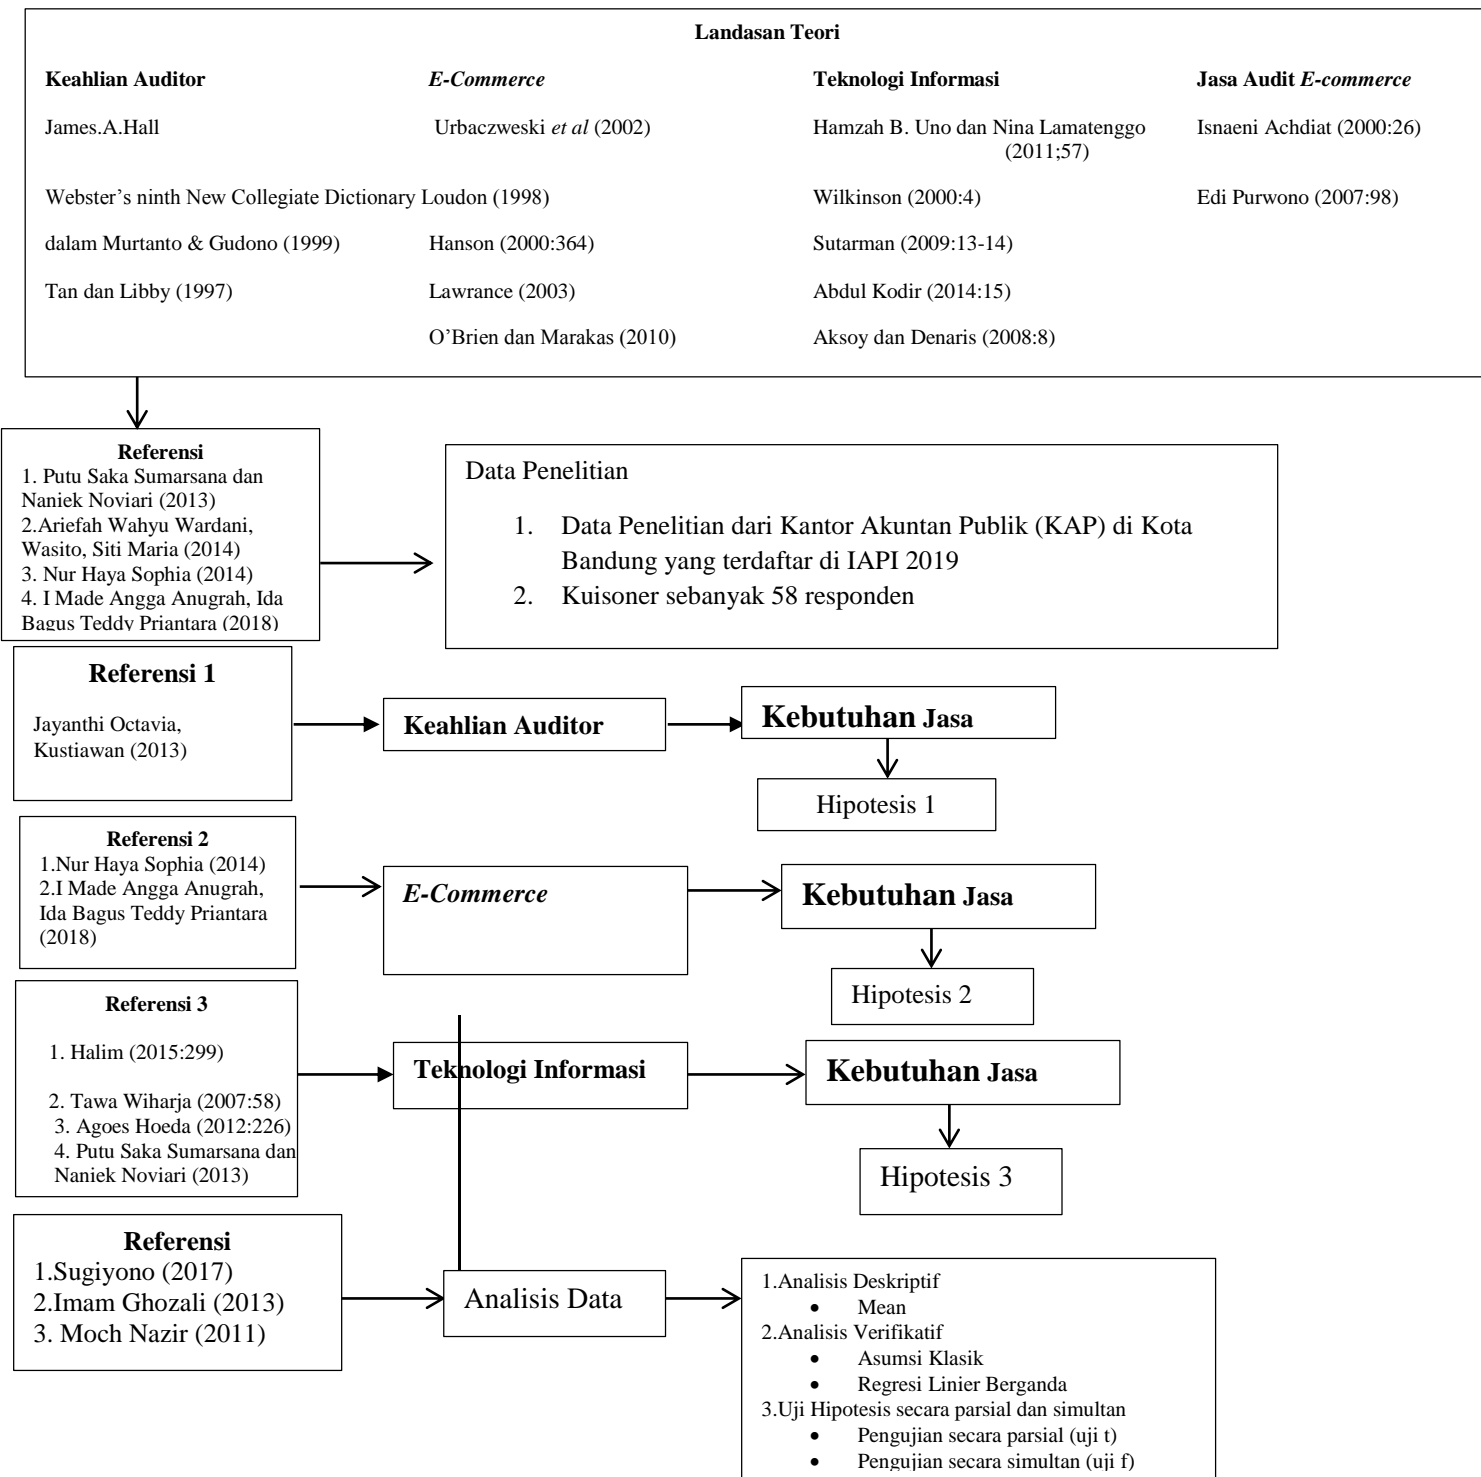 Landasan Teori
Keahlian Auditor E-Commerce Teknologi Informasi Jasa Audit E-commerce
James.A.Hall Urbaczweski et al (2002) Hamzah B. Uno dan Nina Lamatenggo Isnaeni Achdiat (2000:26)
(2011;57)
Webster’s ninth New Collegiate Dictionary Loudon (1998) Wilkinson (2000:4) Edi Purwono (2007:98)
dalam Murtanto & Gudono (1999) Hanson (2000:364) Sutarman (2009:13-14)
Tan dan Libby (1997) Lawrance (2003) Abdul Kodir (2014:15)
O’Brien dan Marakas (2010) Aksoy dan Denaris (2008:8)
Referensi
1. Putu Saka Sumarsana dan
Naniek Noviari (2013)
2.Ariefah Wahyu Wardani,
Wasito, Siti Maria (2014)
3. Nur Haya Sophia (2014)
4. I Made Angga Anugrah, Ida
Bagus Teddy Priantara (2018)
Data Penelitian
1. Data Penelitian dari Kantor Akuntan Publik (KAP) di Kota
Bandung yang terdaftar di IAPI 2019
2. Kuisoner sebanyak 58 responden
Referensi 1
Jayanthi Octavia,
Kustiawan (2013)
Keahlian Auditor
Kebutuhan Jasa
Hipotesis 1
Referensi 2
1.Nur Haya Sophia (2014)
2.I Made Angga Anugrah,
Ida Bagus Teddy Priantara
(2018)
E-Commerce
Kebutuhan Jasa
Hipotesis 2
Referensi 3
1. Halim (2015:299)
2. Tawa Wiharja (2007:58)
3. Agoes Hoeda (2012:226)
4. Putu Saka Sumarsana dan
Naniek Noviari (2013)
Teknologi Informasi
Kebutuhan Jasa
Hipotesis 3
Referensi
1.Sugiyono (2017)
2.Imam Ghozali (2013)
3. Moch Nazir (2011)
Analisis Data
1.Analisis Deskriptif
• Mean
2.Analisis Verifikatif
• Asumsi Klasik
• Regresi Linier Berganda
3.Uji Hipotesis secara parsial dan simultan
• Pengujian secara parsial (uji t)
• Pengujian secara simultan (uji f)